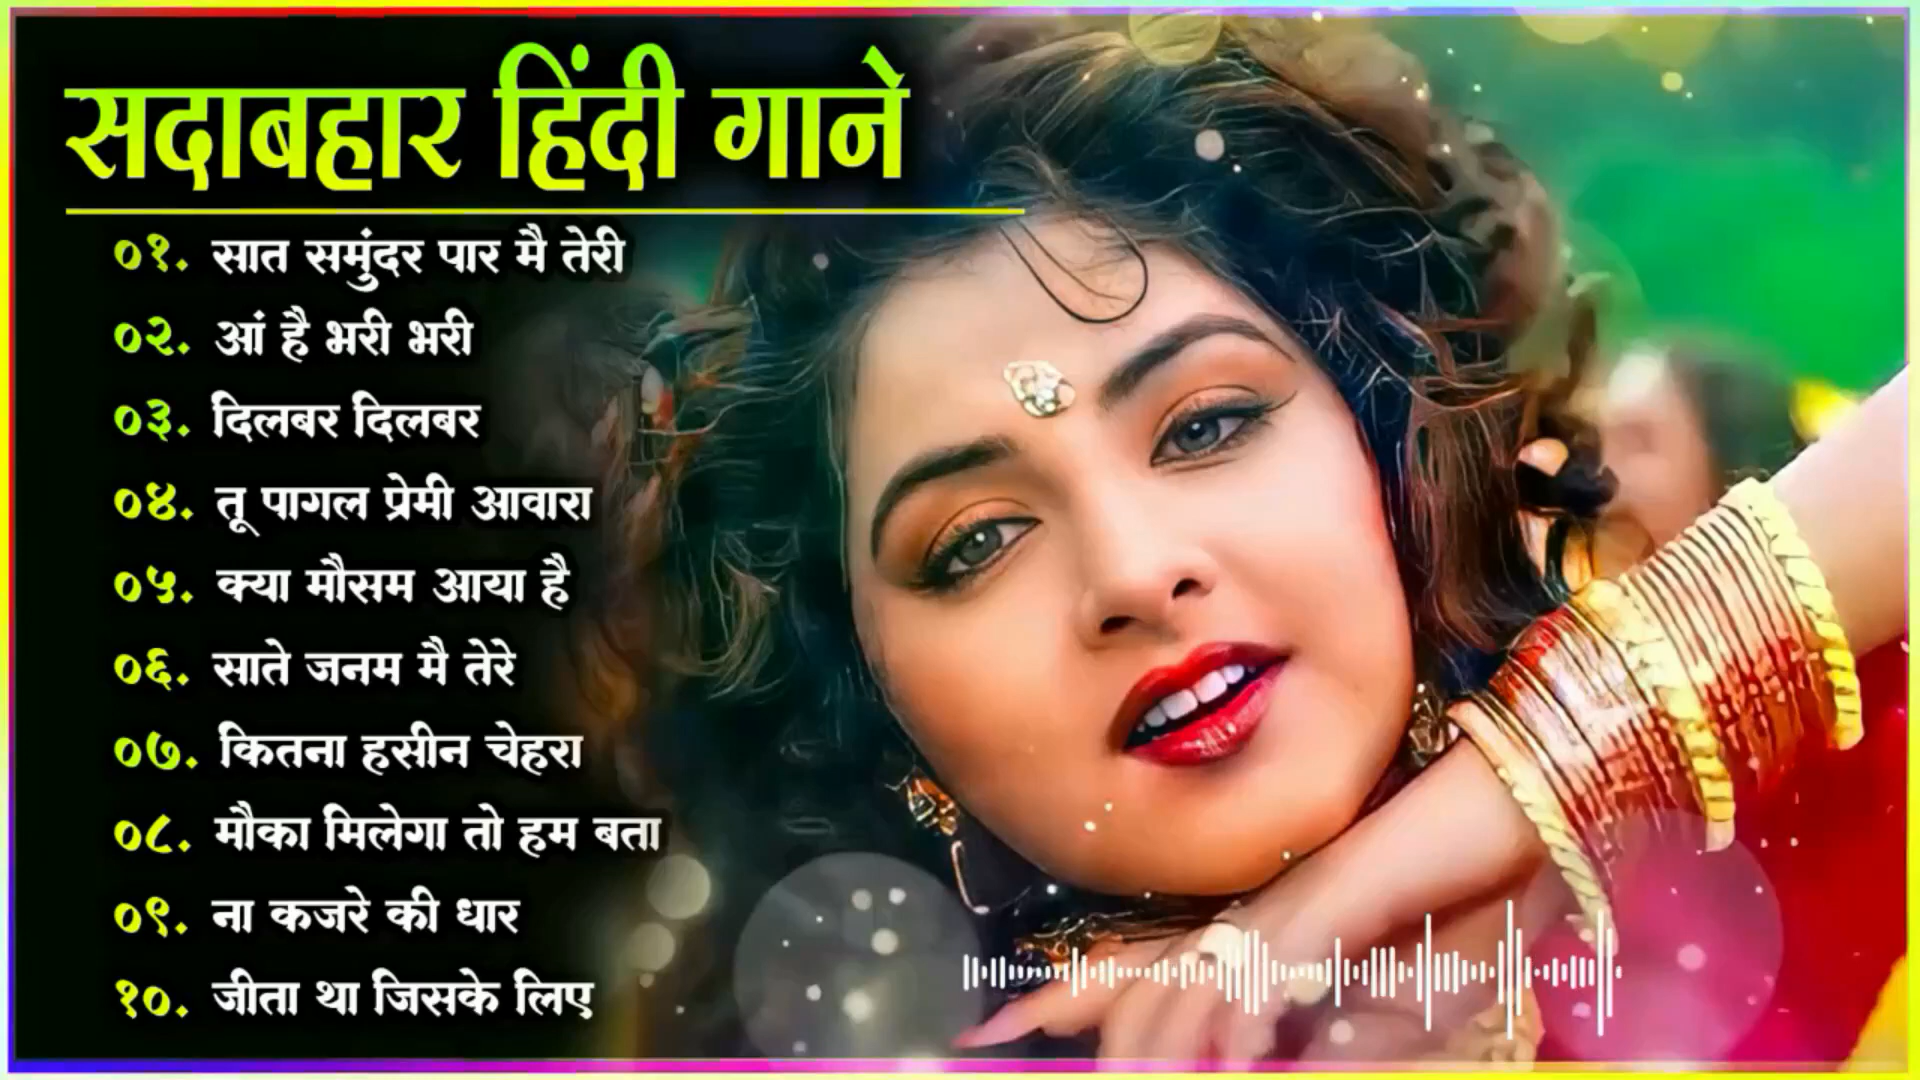 सदाबहार हिंदी गाने
०१. सात समुंदर पार मै तेरी
०२. आं है भरी भरी
०३. दिलबर दिलबर
०४. तू पागल प्रेमी आवारा
०५. क्या मौसम आया है
०६. साते जनम मै तेरे
०७. कितना हसीन चेहरा
०८. मौका मिलेगा तो हम बता
०९. ना कजरे की धार
१०. जीता था जिसके लिए